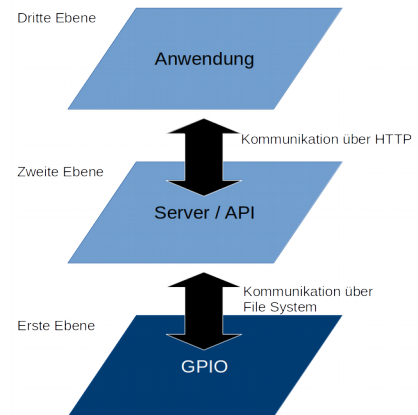 Dritte Ebene
Anwendung
Kommunikation über HTTP
Zweite Ebene
Server / API
Kommunikation über
File System
Erste Ebene
GPIO